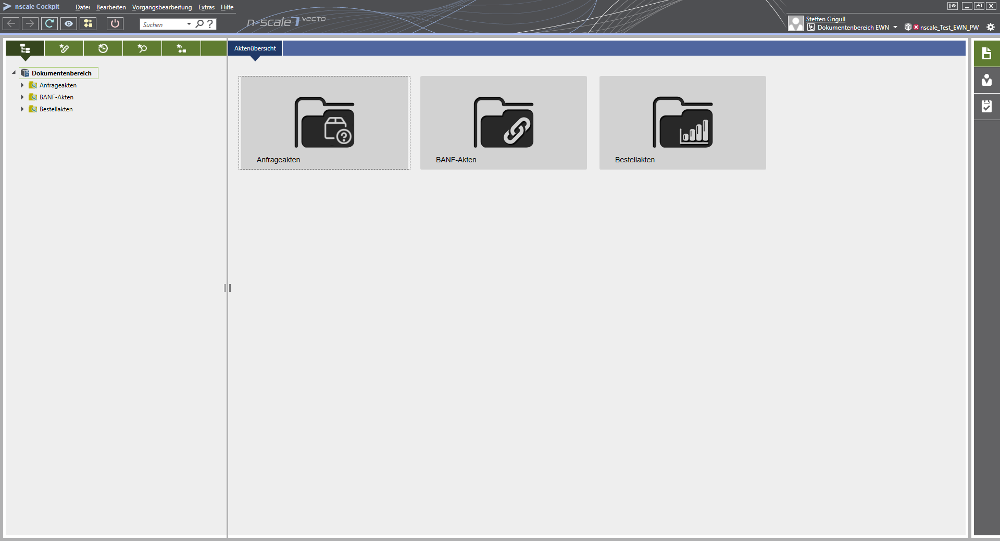 nscale Cockpit
Datei Bearbeiten Vorgangsbearbeitung Extras Hilfe
Suchen
n-scale 7 vecto
Steffen Grigull
Dokumentenbereich EWN nscale_Test_EWN_PW
Aktenübersicht
Dokumentenbereich
Anfrageakten
BANF-Akten
Bestellakten
Anfrageakten
BANF-Akten
Bestellakten